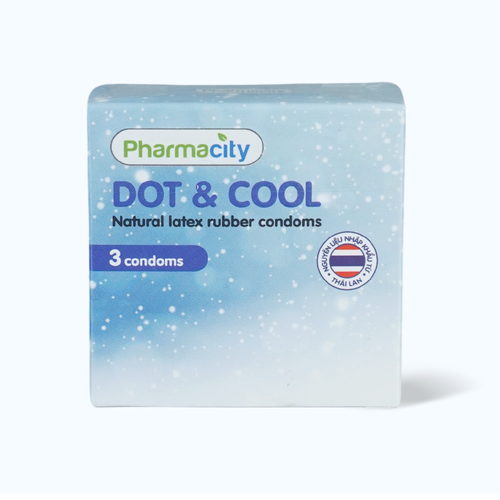 Pharmacity
DOT & COOL
Natural latex rubber condoms
3 condoms
NGUYÊN LIỆU NHẬP KHẨU TỪ
THÁI LAN